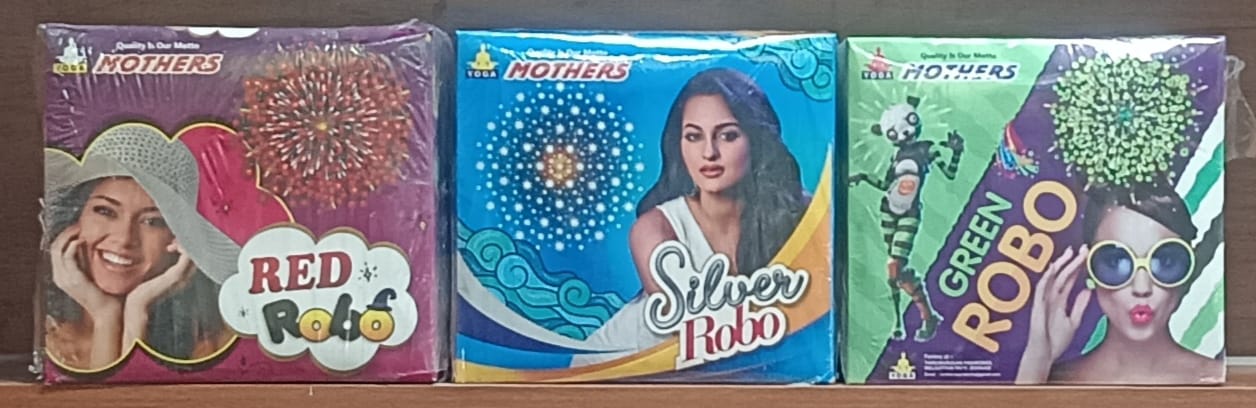 Quality Is Our Motto
YOGA MOTHERS
RED
Robo
Quality Is Our Motto
YOGA MOTHERS
Silver
Robo
Quality Is Our Motto
YOGA MOTHERS
GREEN
ROBO
YOGA